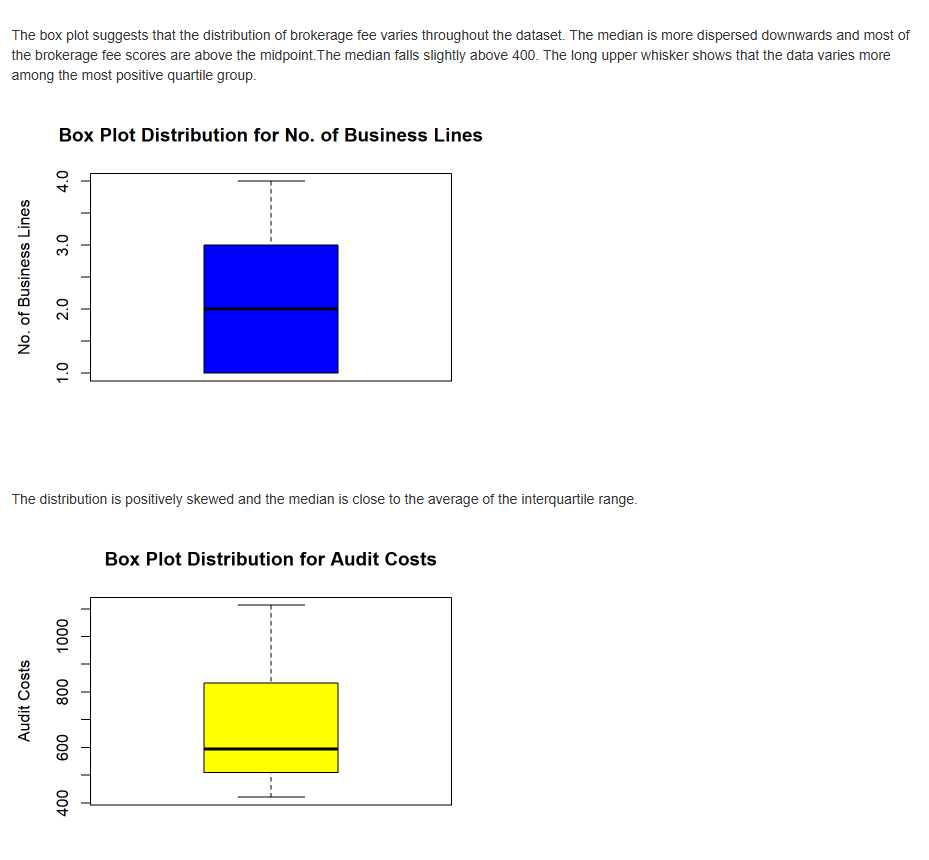 The box plot suggests that the distribution of brokerage fee varies throughout the dataset. The median is more dispersed downwards and most of
the brokerage fee scores are above the midpoint.The median falls slightly above 400. The long upper whisker shows that the data varies more
among the most positive quartile group.
Box Plot Distribution for No. of Business Lines
No. of Business Lines
4.0
3.0
2.0
1.0
The distribution is positively skewed and the median is close to the average of the interquartile range.
Box Plot Distribution for Audit Costs
Audit Costs
1000
800
600
400